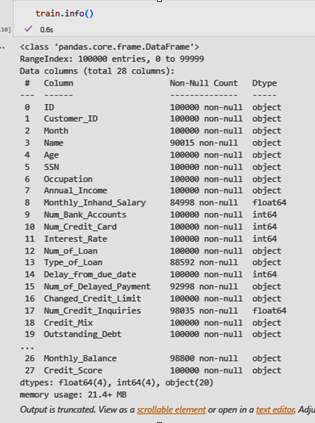 train.info()
✓ 0.6s
<class 'pandas.core.frame.DataFrame'>
RangeIndex: 100000 entries, 0 to 99999
Data columns (total 28 columns):
# Column Non-Null Count Dtype
--- ------ -------------- -----
0 ID 100000 non-null object
1 Customer_ID 100000 non-null object
2 Month 100000 non-null object
3 Name 90015 non-null object
4 Age 100000 non-null object
5 SSN 100000 non-null object
6 Occupation 100000 non-null object
7 Annual_Income 100000 non-null object
8 Monthly_Inhand_Salary 84998 non-null float64
9 Num_Bank_Accounts 100000 non-null int64
10 Num_Credit_Card 100000 non-null int64
11 Interest_Rate 100000 non-null int64
12 Num_of_Loan 100000 non-null object
13 Type_of_Loan 88592 non-null object
14 Delay_from_due_date 100000 non-null int64
15 Num_of_Delayed_Payment 92998 non-null object
16 Changed_Credit_Limit 100000 non-null object
17 Num_Credit_Inquiries 98035 non-null float64
18 Credit_Mix 100000 non-null object
19 Outstanding_Debt 100000 non-null object
...
26 Monthly_Balance 98800 non-null object
27 Credit_Score 100000 non-null object
dtypes: float64(4), int64(4), object(20)
memory usage: 21.4+ MB
Output is truncated. View as a scrollable element or open in a text editor. Adju